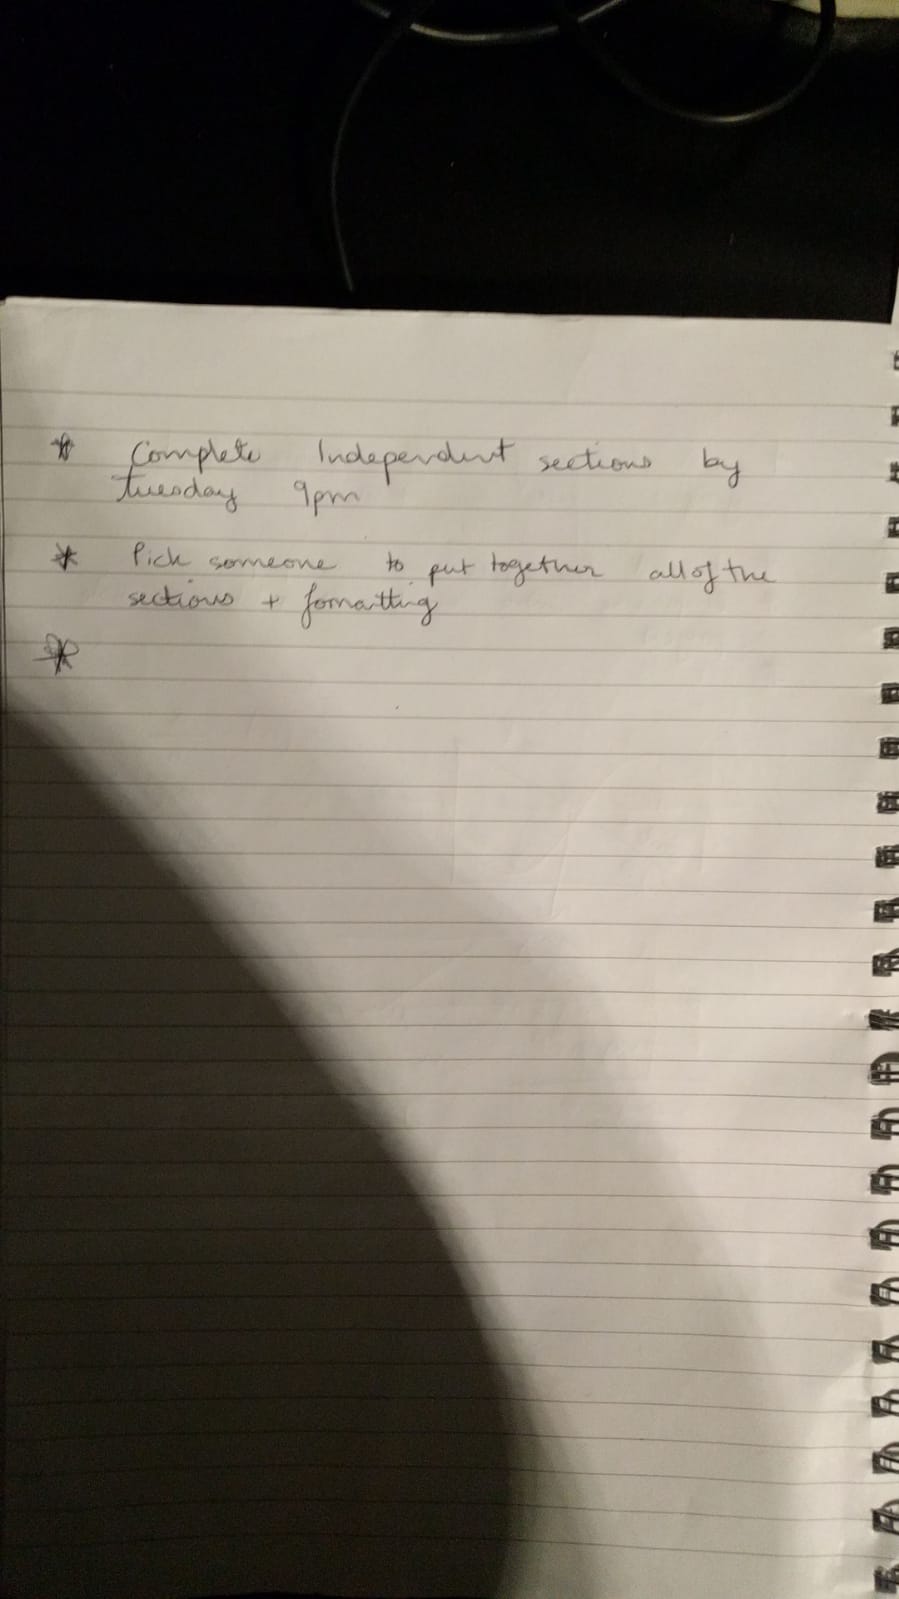 * Complete Independent sections by
Tuesday 9pm
* Pick someone to put together all of the
sections + formatting
*